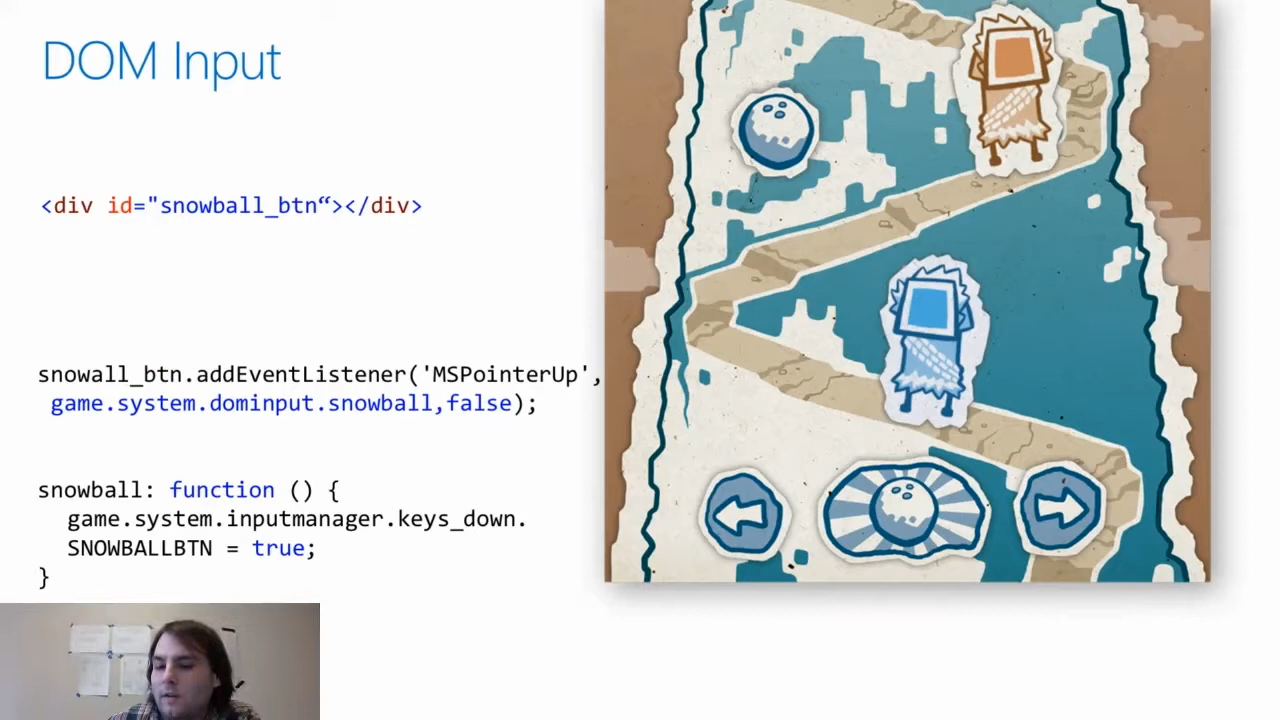 DOM Input
<div id="snowball_btn“></div>
snowall_btn.addEventListener('MSPointerUp',
game.system.dominput.snowball,false);
snowball: function () {
game.system.inputmanager.keys_down.
SNOWBALLBTN = true;
}